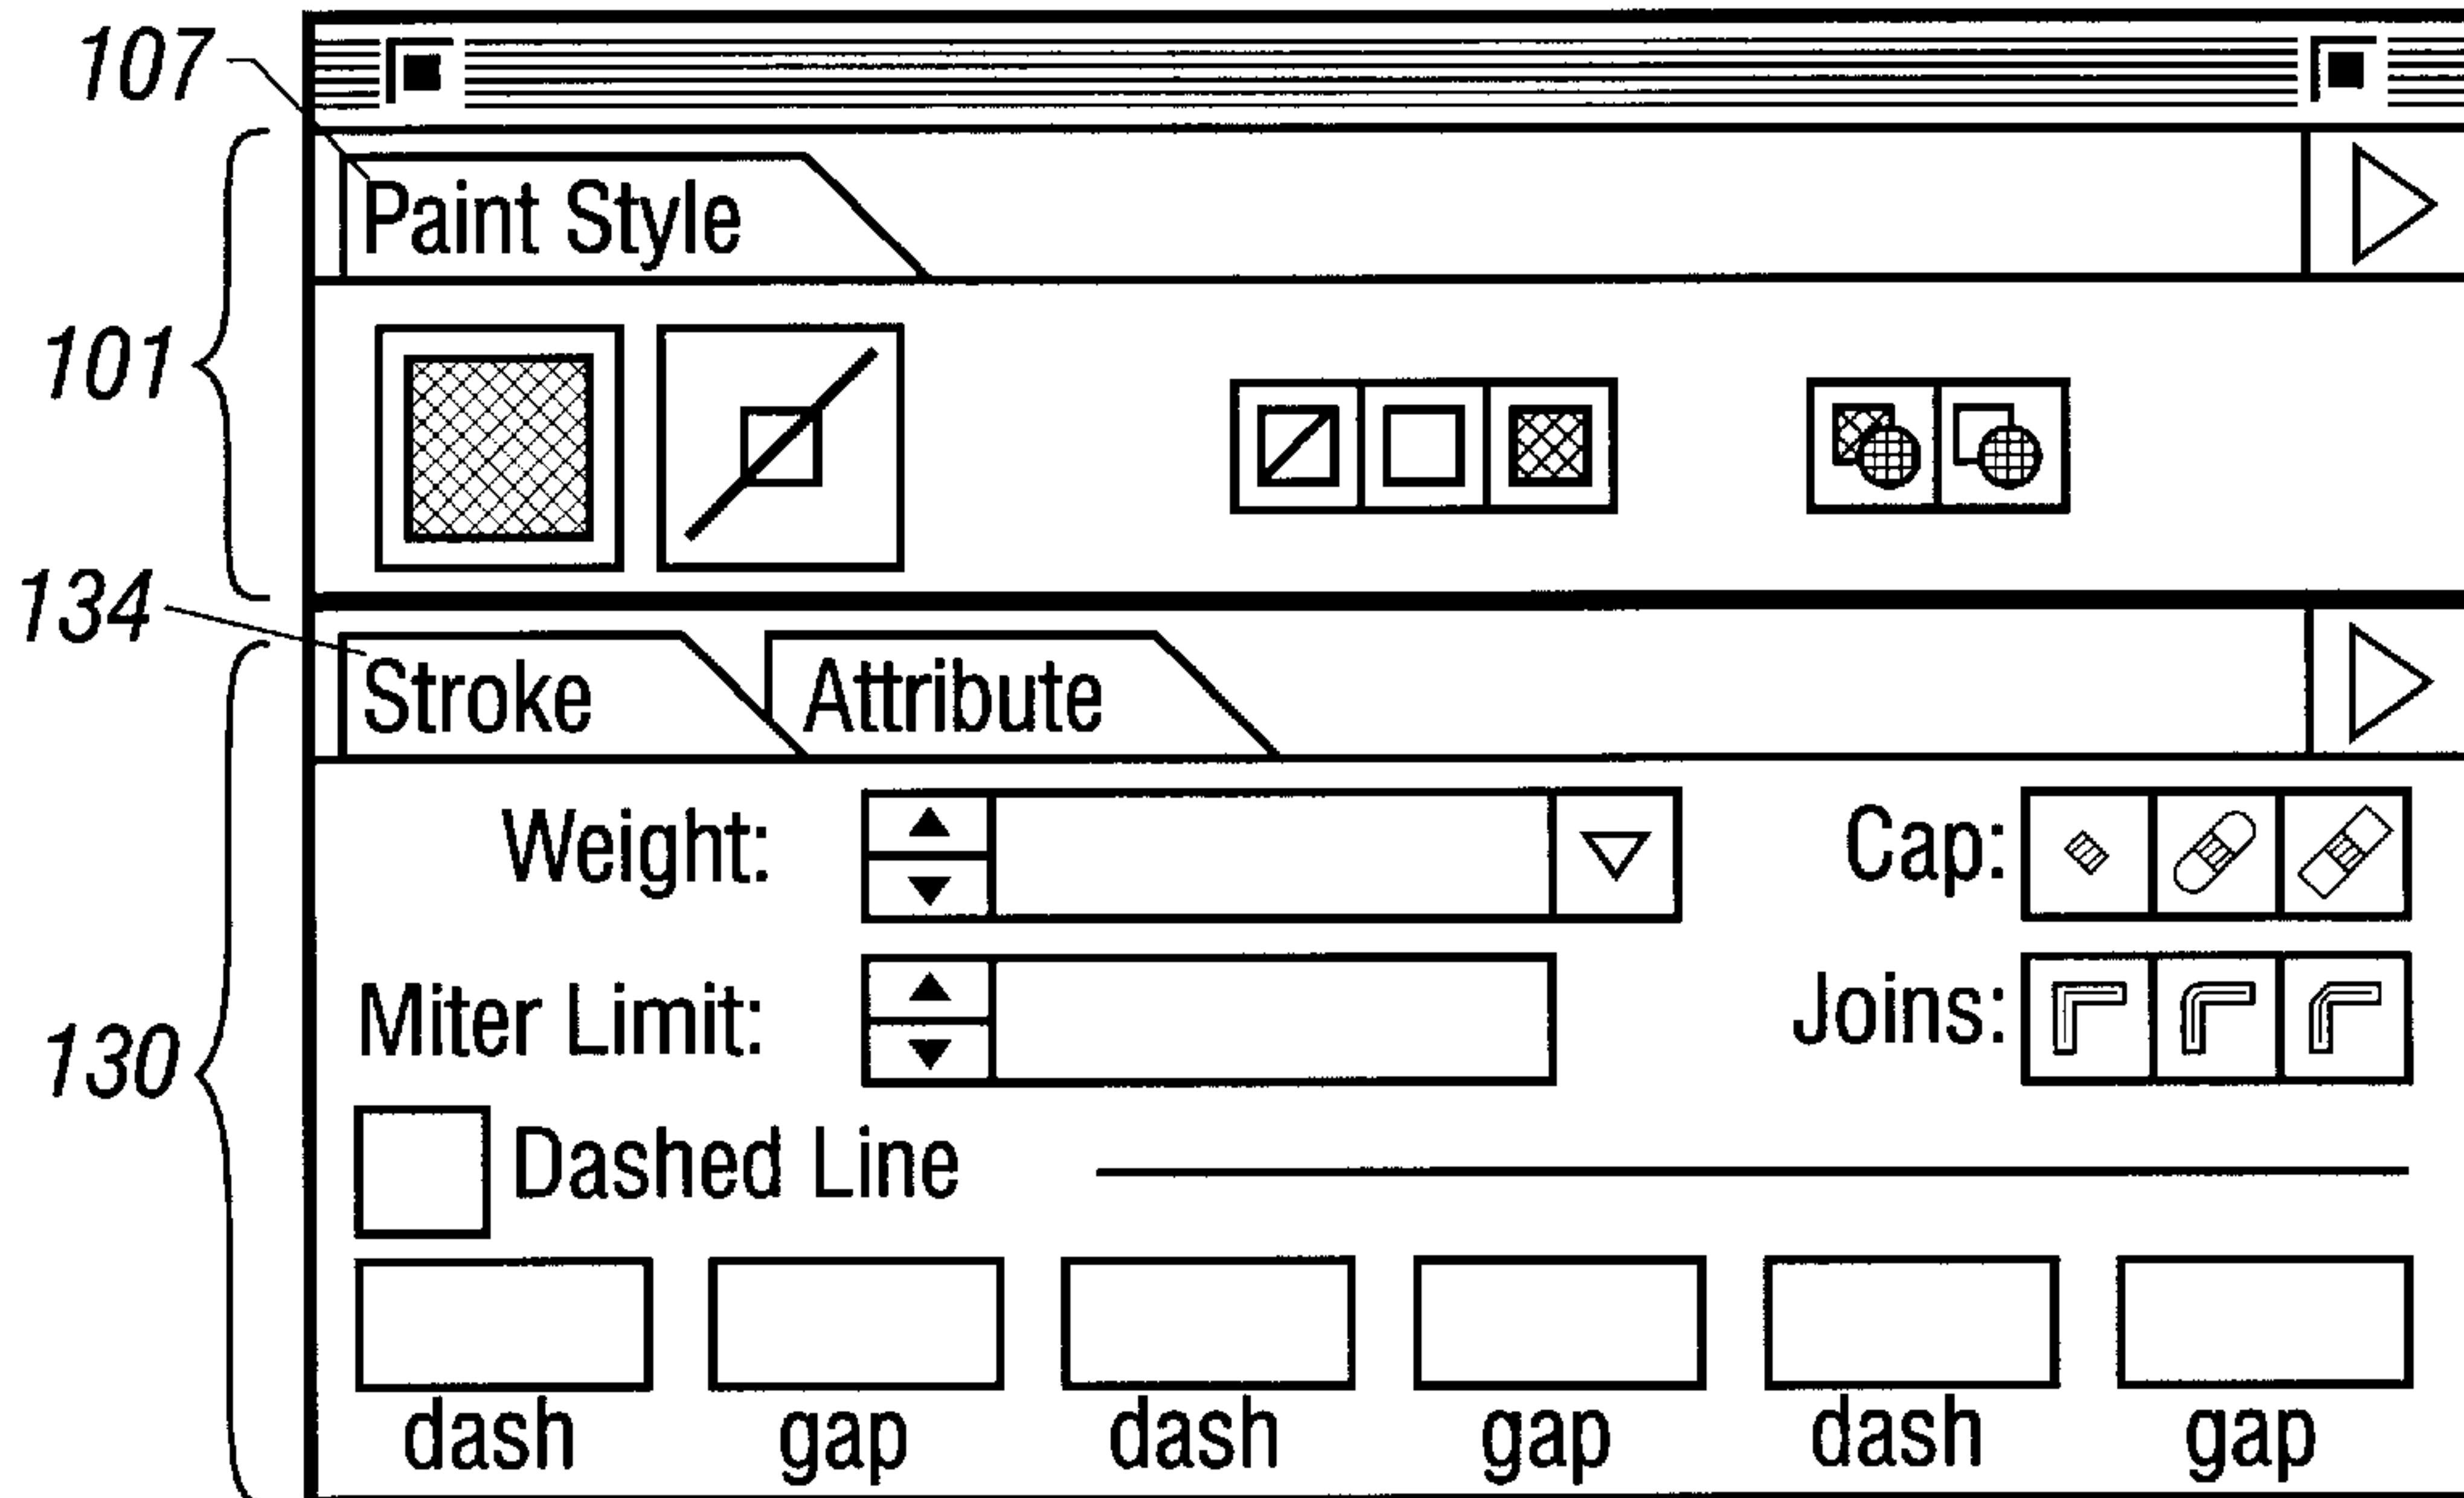 107
Paint Style
101
134
Stroke Attribute
Weight: Cap:
Miter Limit: Joins:
130
Dashed Line
dash gap dash gap dash gap